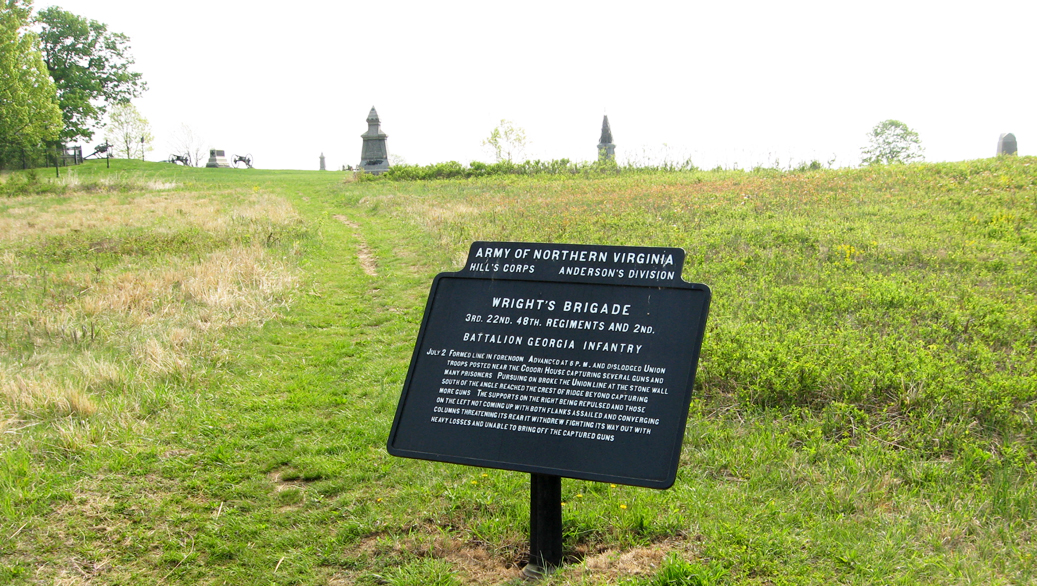 ARMY OF NORTHERN VIRGINIA
HILL'S CORPS ANDERSON'S DIVISION
WRIGHT'S BRIGADE
3RD. 22ND. 48TH. REGIMENTS AND 2ND.
BATTALION GEORGIA INFANTRY
JULY 2 FORMED LINE IN FORENOON ADVANCED AT 6 P.M. AND DISLODGED UNION
TROOPS POSTED NEAR THE CODORI HOUSE CAPTURING SEVERAL GUNS AND
MANY PRISONERS PURSUING ON BROKE THE UNION LINE AT THE STONE WALL
SOUTH OF THE ANGLE REACHED THE CREST OF RIDGE BEYOND CAPTURING
MORE GUNS THE SUPPORTS ON THE RIGHT BEING REPULSED AND THOSE
ON THE LEFT NOT COMING UP WITH BOTH FLANKS ASSAILED AND CONVERGING
COLUMNS THREATENING ITS REAR IT WITHDREW FIGHTING ITS WAY OUT WITH
HEAVY LOSSES AND UNABLE TO BRING OFF THE CAPTURED GUNS